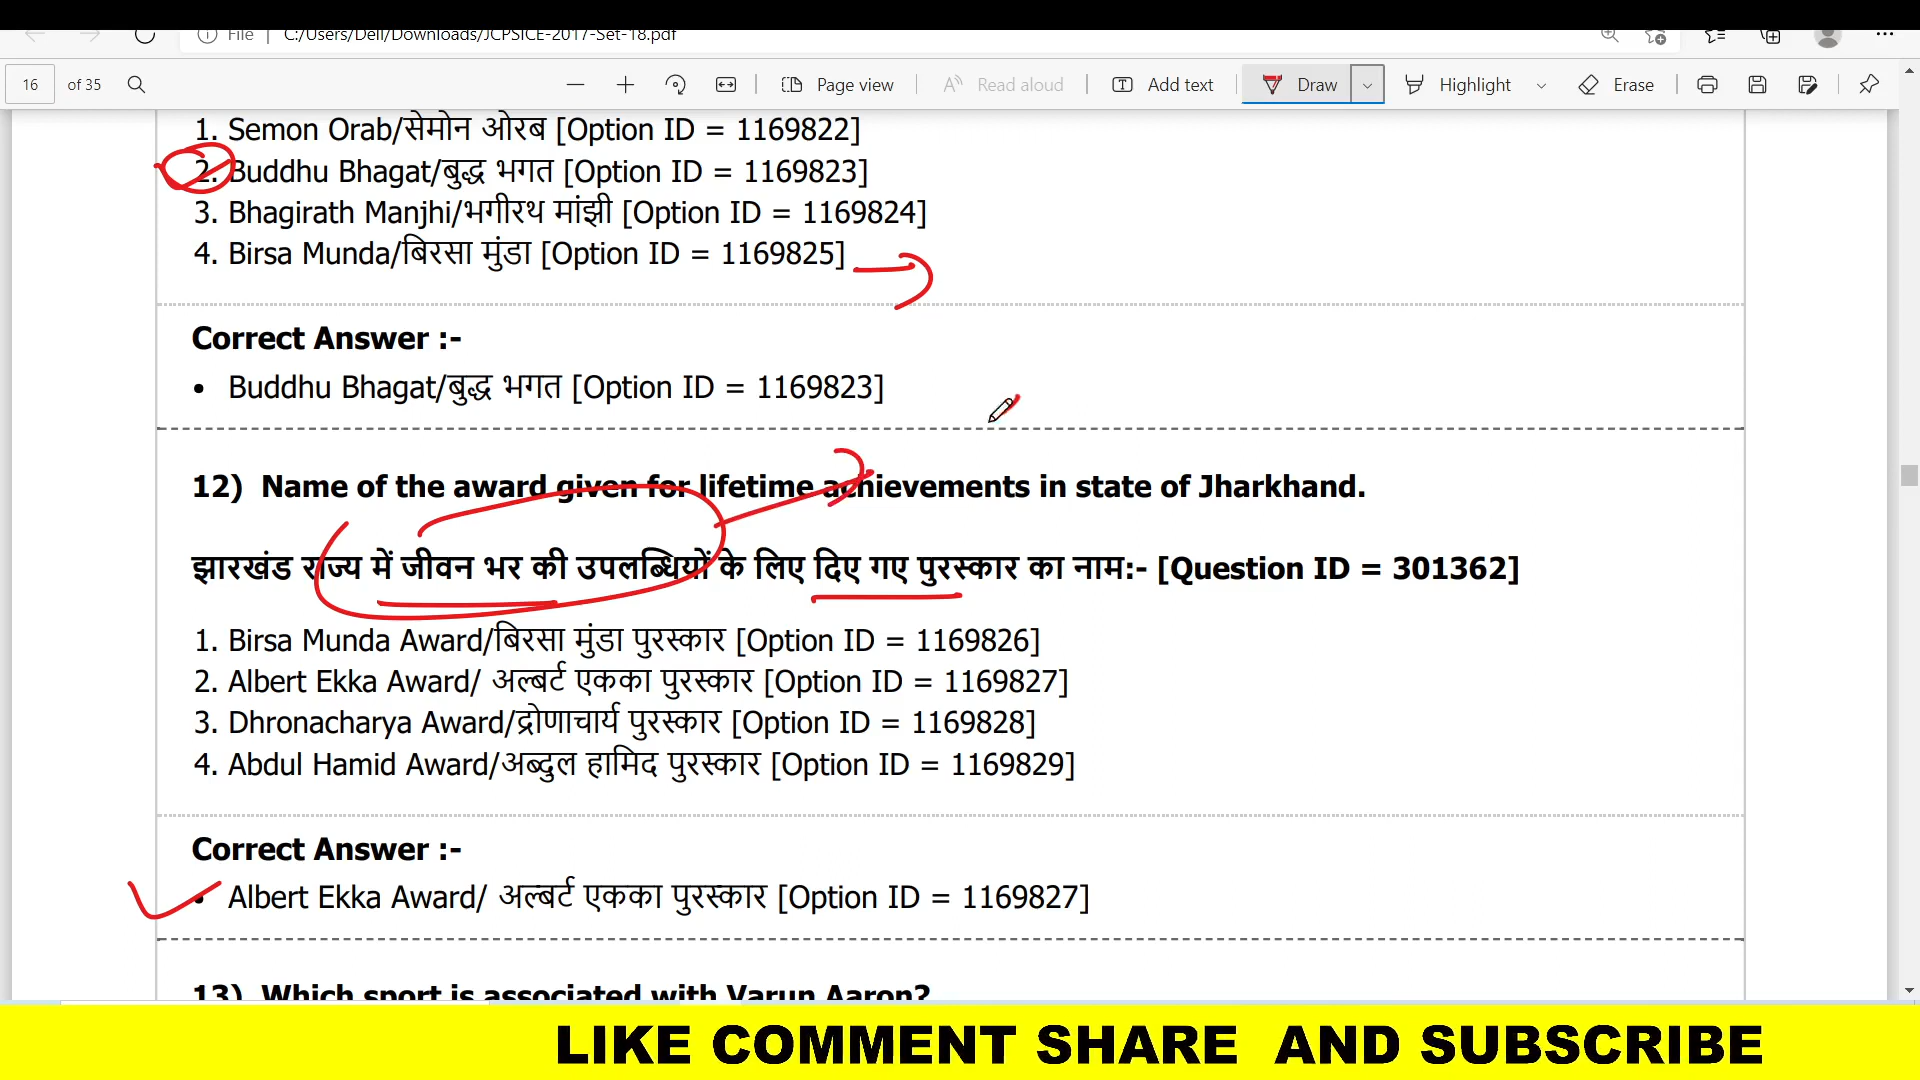 File | C:/Users/Dell/Downloads/JCPSICE-2017-Set-18.pdf
16 of 35 Page view Read aloud Add text Draw Highlight Erase
1. Semon Orab/सेमोन ओरब [Option ID = 1169822]
2. Buddhu Bhagat/बुद्ध भगत [Option ID = 1169823]
3. Bhagirath Manjhi/भगीरथ मांझी [Option ID = 1169824]
4. Birsa Munda/बिरसा मुंडा [Option ID = 1169825]
Correct Answer :-
• Buddhu Bhagat/बुद्ध भगत [Option ID = 1169823]
12) Name of the award given for lifetime achievements in state of Jharkhand.
झारखंड राज्य में जीवन भर की उपलब्धियों के लिए दिए गए पुरस्कार का नाम:- [Question ID = 301362]
1. Birsa Munda Award/बिरसा मुंडा पुरस्कार [Option ID = 1169826]
2. Albert Ekka Award/ अल्बर्ट एकका पुरस्कार [Option ID = 1169827]
3. Dhronacharya Award/द्रोणाचार्य पुरस्कार [Option ID = 1169828]
4. Abdul Hamid Award/अब्दुल हामिद पुरस्कार [Option ID = 1169829]
Correct Answer :-
• Albert Ekka Award/ अल्बर्ट एकका पुरस्कार [Option ID = 1169827]
13) Which sport is associated with Varun Aaron?
LIKE COMMENT SHARE AND SUBSCRIBE